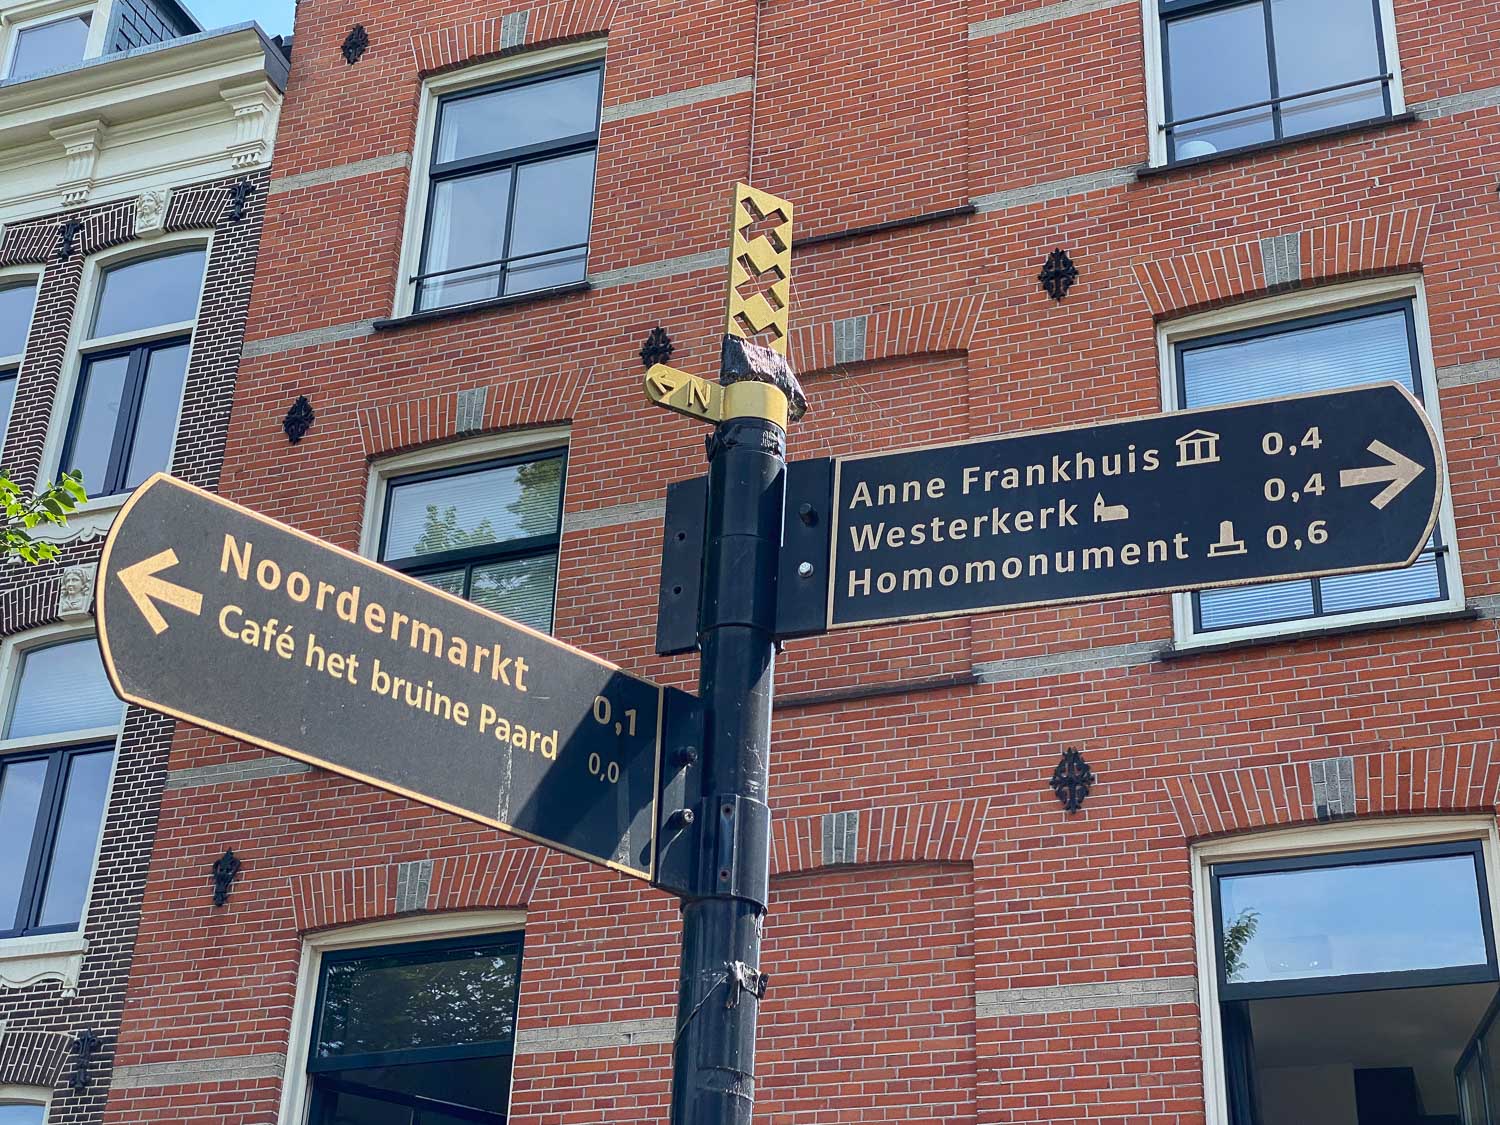 N
Anne Frankhuis 0,4
Westerkerk 0,4
Homomonument 0,6
Noordermarkt 0,1
Café het bruine Paard 0,0